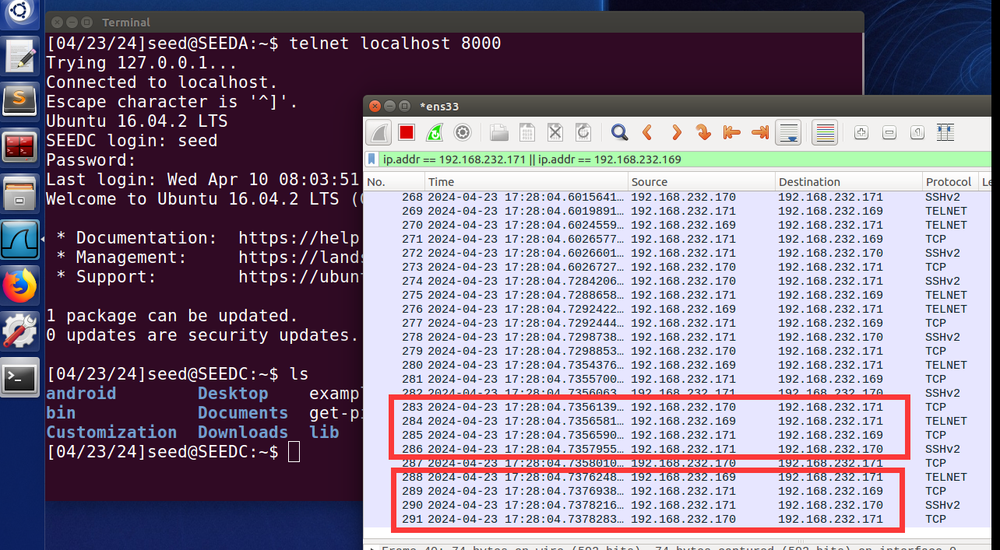 Terminal
[04/23/24]seed@SEEDA:~$ telnet localhost 8000
Trying 127.0.0.1...
Connected to localhost.
Escape character is '^]'.
Ubuntu 16.04.2 LTS
SEEDC login: seed
Password:
Last login: Wed Apr 10 08:03:51
Welcome to Ubuntu 16.04.2 LTS (
* Documentation: https://help
* Management: https://lands
* Support: https://ubunt
1 package can be updated.
0 updates are security updates.
[04/23/24]seed@SEEDC:~$ ls
android Desktop exampl
bin Documents get-pi
Customization Downloads lib
[04/23/24]seed@SEEDC:~$
*ens33
ip.addr == 192.168.232.171 || ip.addr == 192.168.232.169
No. Time Source Destination Protocol Le
268 2024-04-23 17:28:04.6015641… 192.168.232.170 192.168.232.171 SSHv2
269 2024-04-23 17:28:04.6019891… 192.168.232.171 192.168.232.169 TELNET
270 2024-04-23 17:28:04.6024559… 192.168.232.169 192.168.232.171 TELNET
271 2024-04-23 17:28:04.6026577… 192.168.232.171 192.168.232.169 TCP
272 2024-04-23 17:28:04.6026601… 192.168.232.171 192.168.232.170 SSHv2
273 2024-04-23 17:28:04.6026727… 192.168.232.170 192.168.232.171 TCP
274 2024-04-23 17:28:04.7284206… 192.168.232.170 192.168.232.171 SSHv2
275 2024-04-23 17:28:04.7288658… 192.168.232.171 192.168.232.169 TELNET
276 2024-04-23 17:28:04.7292422… 192.168.232.169 192.168.232.171 TELNET
277 2024-04-23 17:28:04.7292444… 192.168.232.171 192.168.232.169 TCP
278 2024-04-23 17:28:04.7298738… 192.168.232.171 192.168.232.170 SSHv2
279 2024-04-23 17:28:04.7298853… 192.168.232.170 192.168.232.171 TCP
280 2024-04-23 17:28:04.7354376… 192.168.232.169 192.168.232.171 TELNET
281 2024-04-23 17:28:04.7355700… 192.168.232.171 192.168.232.169 TCP
282 2024-04-23 17:28:04.7356063… 192.168.232.171 192.168.232.170 SSHv2
283 2024-04-23 17:28:04.7356139… 192.168.232.170 192.168.232.171 TCP
284 2024-04-23 17:28:04.7356581… 192.168.232.169 192.168.232.171 TELNET
285 2024-04-23 17:28:04.7356590… 192.168.232.171 192.168.232.169 TCP
286 2024-04-23 17:28:04.7357955… 192.168.232.171 192.168.232.170 SSHv2
287 2024-04-23 17:28:04.7358010… 192.168.232.170 192.168.232.171 TCP
288 2024-04-23 17:28:04.7376248… 192.168.232.169 192.168.232.171 TELNET
289 2024-04-23 17:28:04.7376938… 192.168.232.171 192.168.232.169 TCP
290 2024-04-23 17:28:04.7378216… 192.168.232.171 192.168.232.170 SSHv2
291 2024-04-23 17:28:04.7378283… 192.168.232.170 192.168.232.171 TCP
Frame 40: 74 bytes on wire (592 bits), 74 bytes captured (592 bits) on interface 0